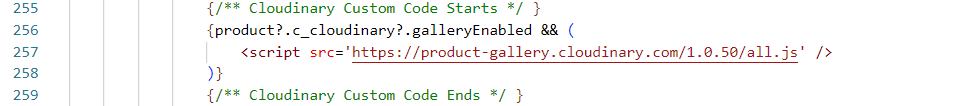 255 {/** Cloudinary Custom Code Starts */ }
256 {product?.c_cloudinary?.galleryEnabled && (
257 <script src='https://product-gallery.cloudinary.com/1.0.50/all.js' />
258 )}
259 {/** Cloudinary Custom Code Ends */ }